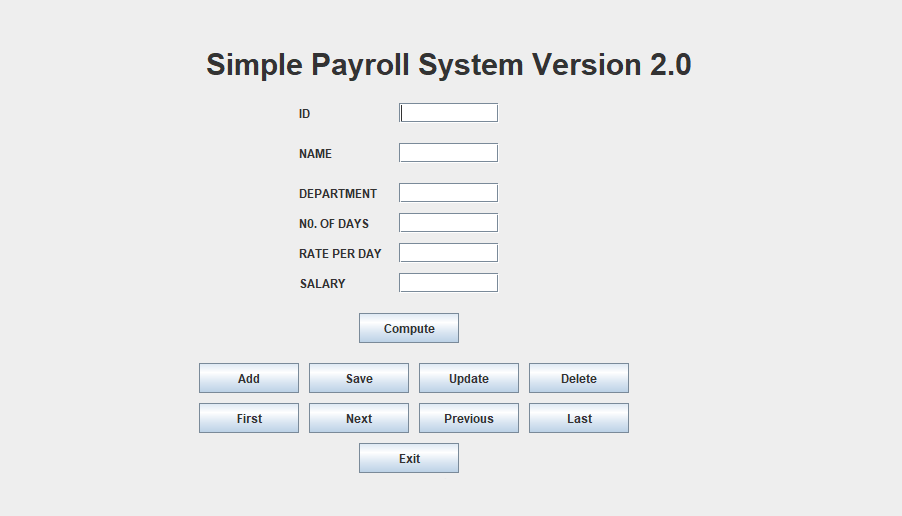 Simple Payroll System Version 2.0
ID
NAME
DEPARTMENT
N0. OF DAYS
RATE PER DAY
SALARY
Compute
Add Save Update Delete
First Next Previous Last
Exit